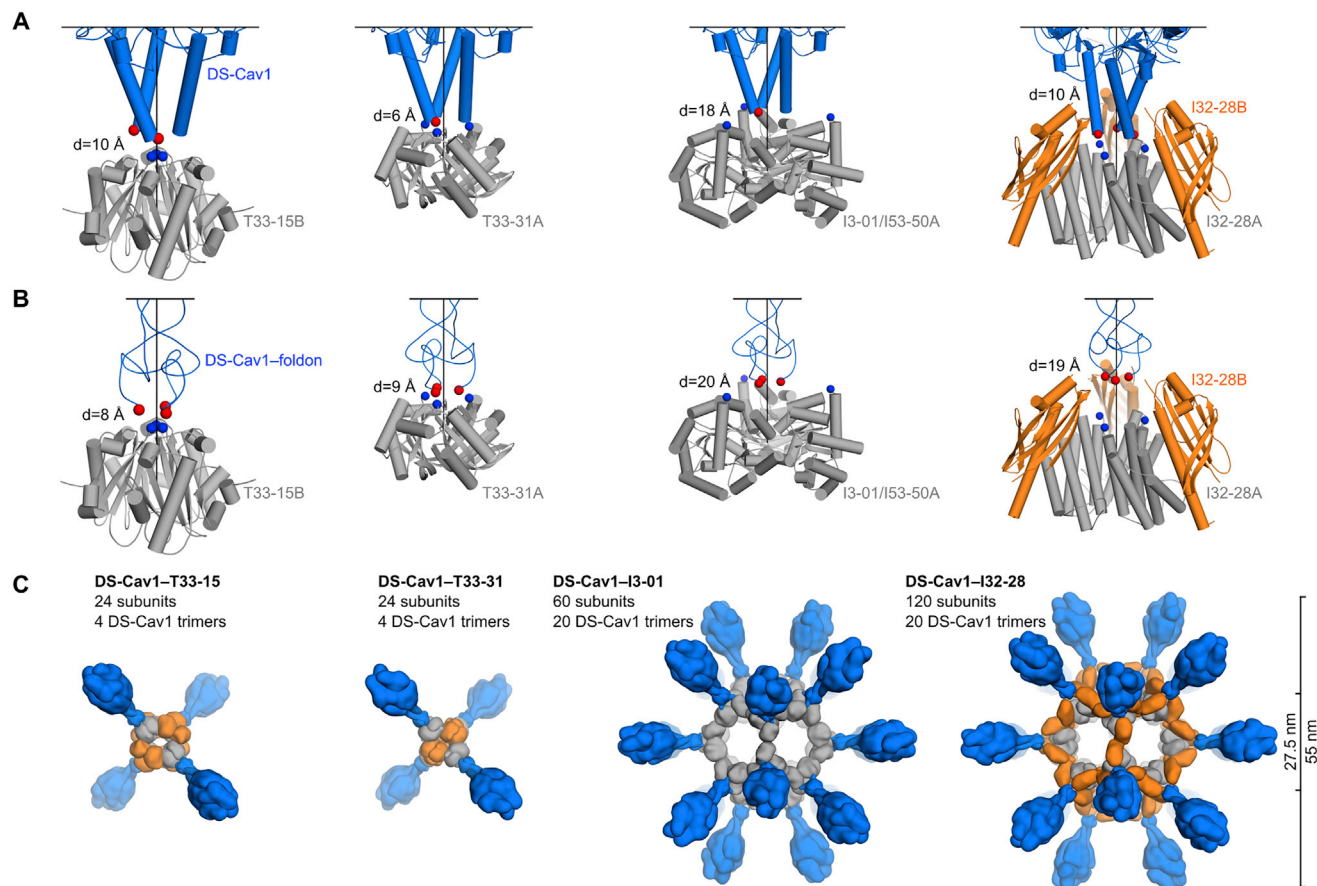 A
DS-Cav1
d=10 Å
T33-15B
d=6 Å
T33-31A
d=18 Å
I3-01/I53-50A
d=10 Å
I32-28B
I32-28A
B
DS-Cav1–foldon
d=8 Å
T33-15B
d=9 Å
T33-31A
d=20 Å
I3-01/I53-50A
d=19 Å
I32-28B
I32-28A
C
DS-Cav1–T33-15
24 subunits
4 DS-Cav1 trimers
DS-Cav1–T33-31
24 subunits
4 DS-Cav1 trimers
DS-Cav1–I3-01
60 subunits
20 DS-Cav1 trimers
DS-Cav1–I32-28
120 subunits
20 DS-Cav1 trimers
27.5 nm
55 nm